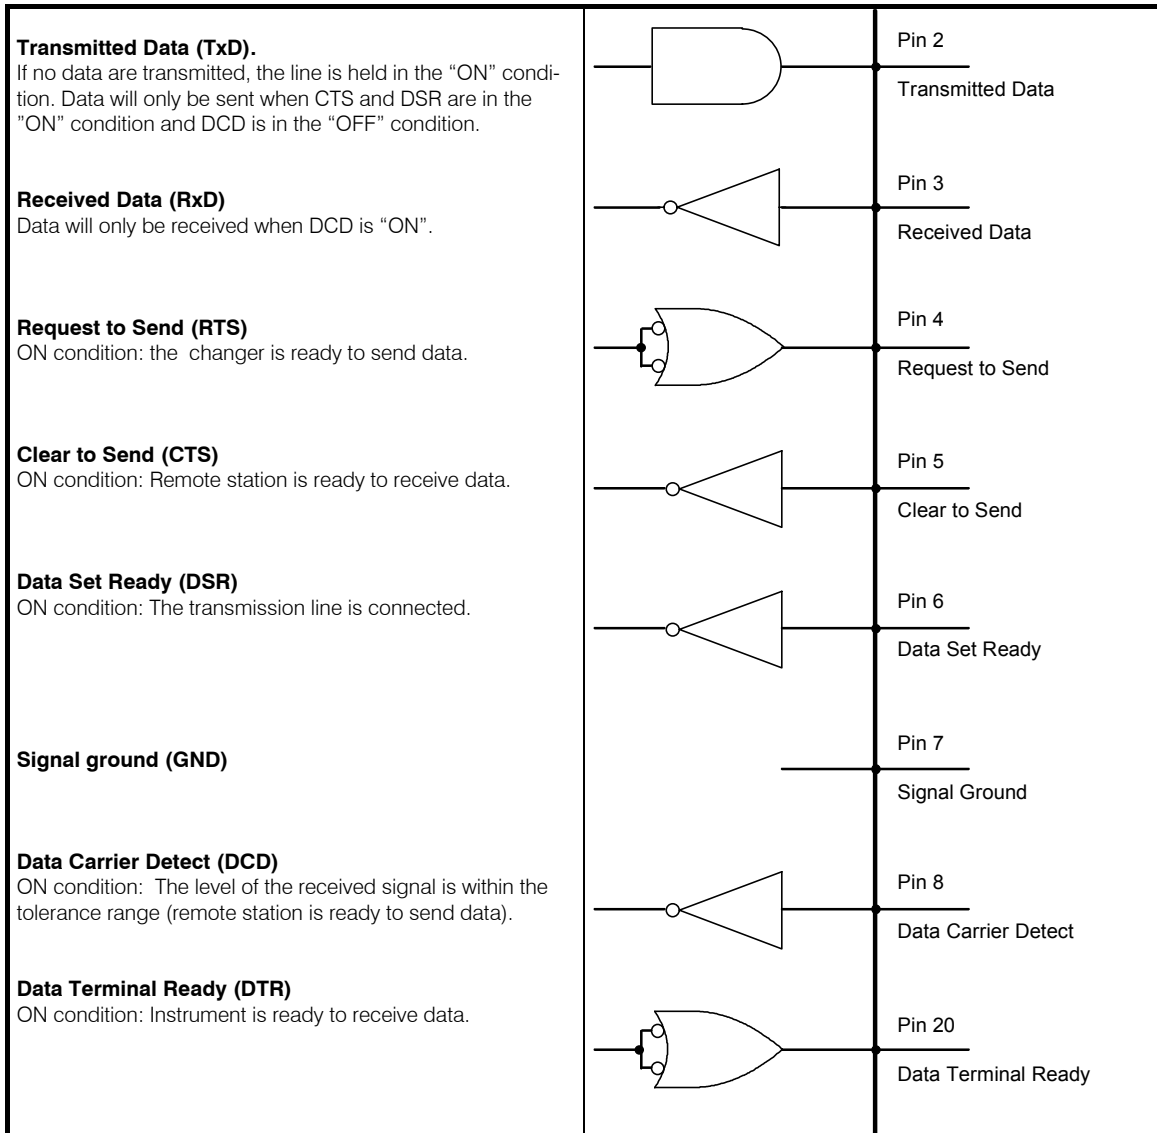 Transmitted Data (TxD).
If no data are transmitted, the line is held in the “ON” condi-
tion. Data will only be sent when CTS and DSR are in the
”ON” condition and DCD is in the “OFF” condition.
Pin 2
Transmitted Data
Received Data (RxD)
Data will only be received when DCD is “ON”.
Pin 3
Received Data
Request to Send (RTS)
ON condition: the  changer is ready to send data.
Pin 4
Request to Send
Clear to Send (CTS)
ON condition: Remote station is ready to receive data.
Pin 5
Clear to Send
Data Set Ready (DSR)
ON condition: The transmission line is connected.
Pin 6
Data Set Ready
Signal ground (GND)
Pin 7
Signal Ground
Data Carrier Detect (DCD)
ON condition:  The level of the received signal is within the
tolerance range (remote station is ready to send data).
Pin 8
Data Carrier Detect
Data Terminal Ready (DTR)
ON condition: Instrument is ready to receive data.
Pin 20
Data Terminal Ready